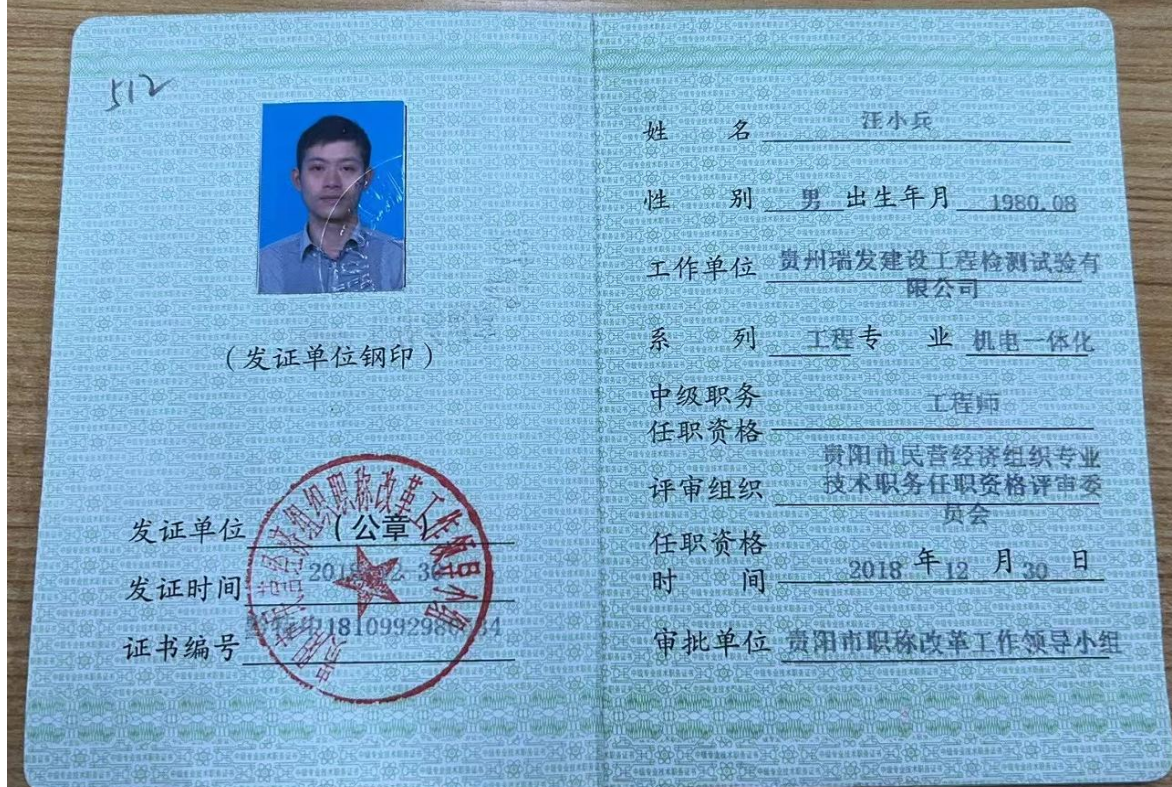 512
(发证单位钢印)
发证单位 (公章)
发证时间
证书编号
姓 名 汪小兵
性 别 男 出生年月 1980.08
工作单位 贵州瑞发建设工程检测试验有
限公司
系 列 工程 专 业 机电一体化
中级职务
任职资格 工程师
贵阳市民营经济组织专业
评审组织 技术职务任职资格评审委
员会
任职资格
时 间 2018 年 12 月 30 日
审批单位 贵阳市职称改革工作领导小组